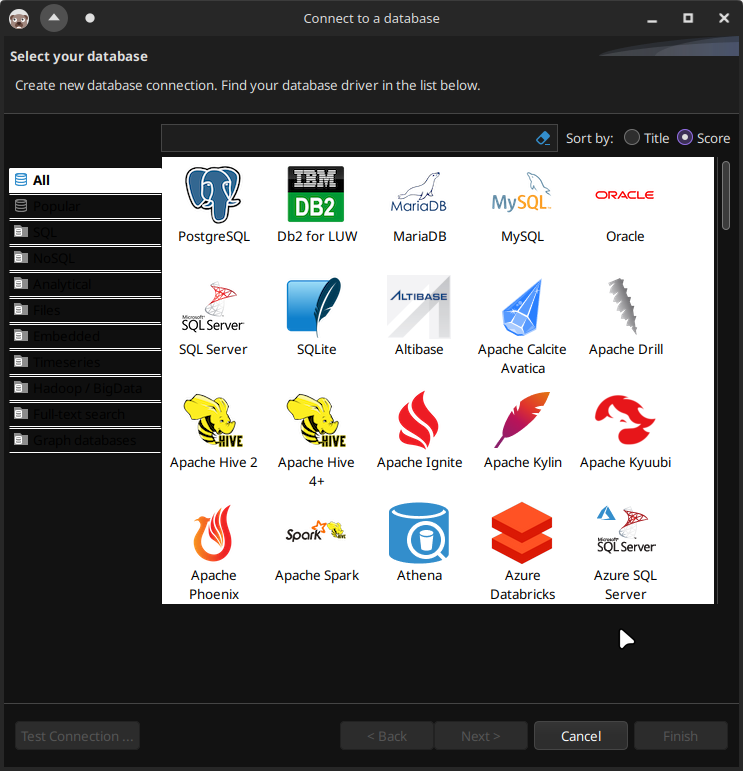 Connect to a database
Select your database
Create new database connection. Find your database driver in the list below.
Sort by: Title Score
All
Popular
SQL
NoSQL
Analytical
Files
Embedded
Timeseries
Hadoop / BigData
Full-text search
Graph databases
IBM
DB2
MariaDB
MySQL
ORACLE
PostgreSQL
Db2 for LUW
MariaDB
MySQL
Oracle
Microsoft
SQL Server
ALTIBASE
SQL Server
SQLite
Altibase
Apache Calcite
Avatica
Apache Drill
HIVE
HIVE
Apache Hive 2
Apache Hive
4+
Apache Ignite
Apache Kylin
Apache Kyuubi
Spark
HIVE
Microsoft
SQL Server
Apache
Phoenix
Apache Spark
Athena
Azure
Databricks
Azure SQL
Server
Test Connection ...
< Back
Next >
Cancel
Finish